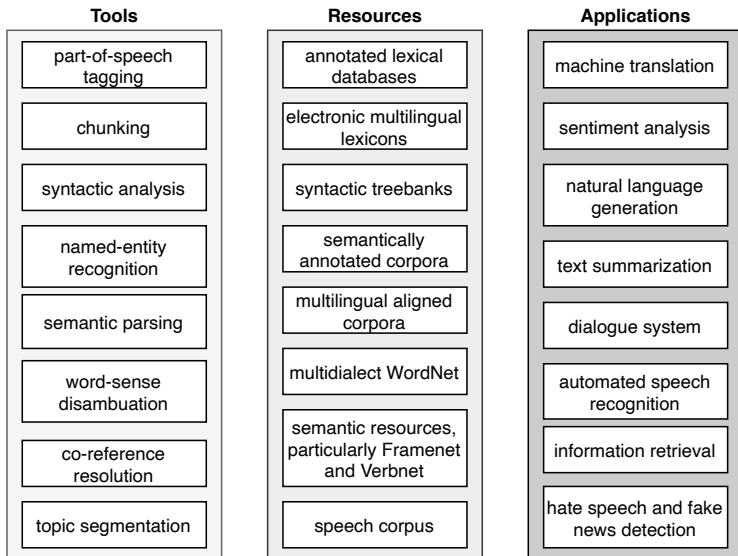 Tools
part-of-speech
tagging
chunking
syntactic analysis
named-entity
recognition
semantic parsing
word-sense
disambuation
co-reference
resolution
topic segmentation
Resources
annotated lexical
databases
electronic multilingual
lexicons
syntactic treebanks
semantically
annotated corpora
multilingual aligned
corpora
multidialect WordNet
semantic resources,
particularly Framenet
and Verbnet
speech corpus
Applications
machine translation
sentiment analysis
natural language
generation
text summarization
dialogue system
automated speech
recognition
information retrieval
hate speech and fake
news detection